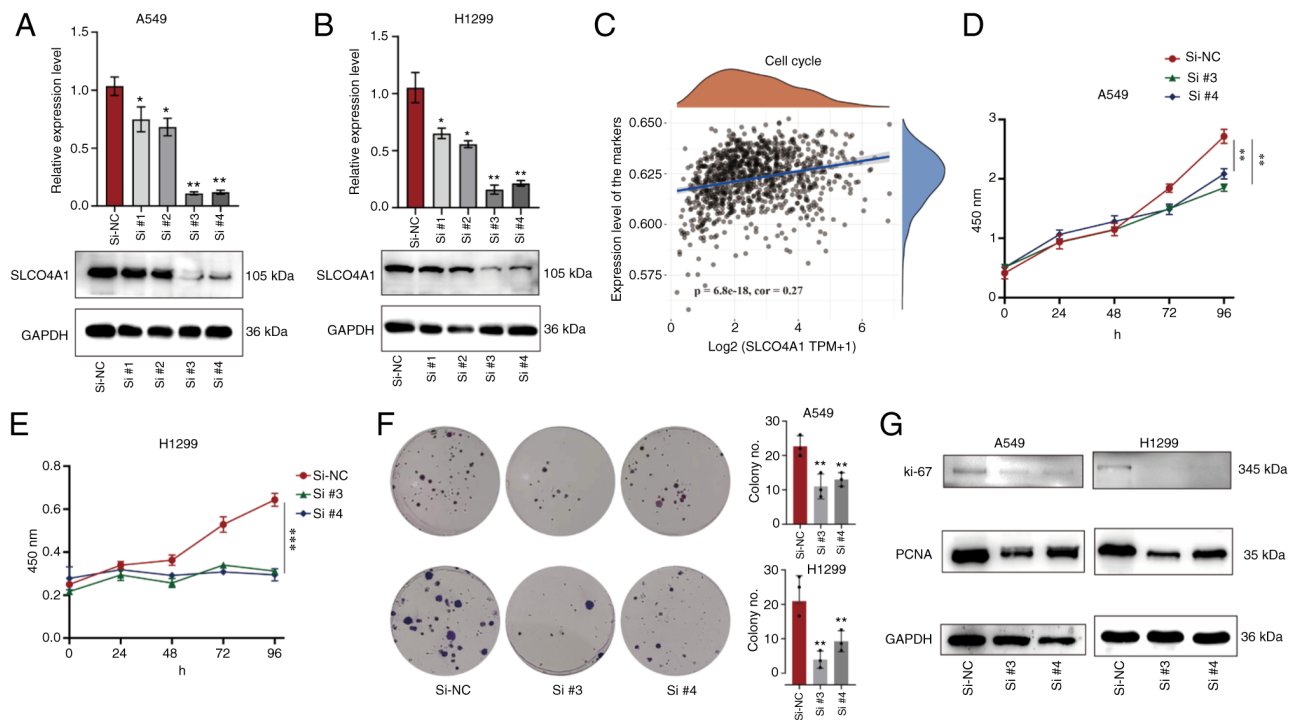 A
A549
Relative expression level
1.5
1.0
0.5
0
*
*
**
**
Si-NC
Si #1
Si #2
Si #3
Si #4
SLCO4A1
105 kDa
GAPDH
36 kDa
Si-NC
Si #1
Si #2
Si #3
Si #4
B
H1299
Relative expression level
1.5
1.0
0.5
0
*
*
**
**
Si-NC
Si #1
Si #2
Si #3
Si #4
SLCO4A1
105 kDa
GAPDH
36 kDa
Si-NC
Si #1
Si #2
Si #3
Si #4
C
Cell cycle
Expression level of the markers
0.650
0.625
0.600
0.575
p = 6.8e-18, cor = 0.27
0
2
4
6
Log2 (SLCO4A1 TPM+1)
D
Si-NC
Si #3
Si #4
A549
450 nm
3
2
1
0
**
**
0
24
48
72
96
h
E
H1299
450 nm
0.8
0.6
0.4
0.2
0.0
Si-NC
Si #3
Si #4
***
0
24
48
72
96
h
F
Si-NC
Si #3
Si #4
A549
Colony no.
30
20
10
0
**
**
Si-NC
Si #3
Si #4
H1299
Colony no.
30
20
10
0
**
**
Si-NC
Si #3
Si #4
G
A549
H1299
ki-67
345 kDa
PCNA
35 kDa
GAPDH
36 kDa
Si-NC
Si #3
Si #4
Si-NC
Si #3
Si #4